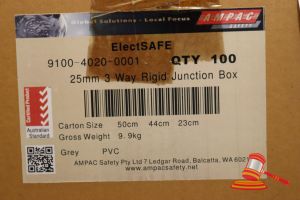 Global Solutions - Local Focus
AMPAC
ElectSAFE
9100-4020-0001 QTY 100
25mm 3 Way Rigid Junction Box
Carton Size 50cm 44cm 23cm
Gross Weight 9.9kg
Australian
Standard
Grey PVC
AMPAC Safety Pty Ltd 7 Ledgar Road, Balcatta, WA 6021
www.AMPACSafety.net